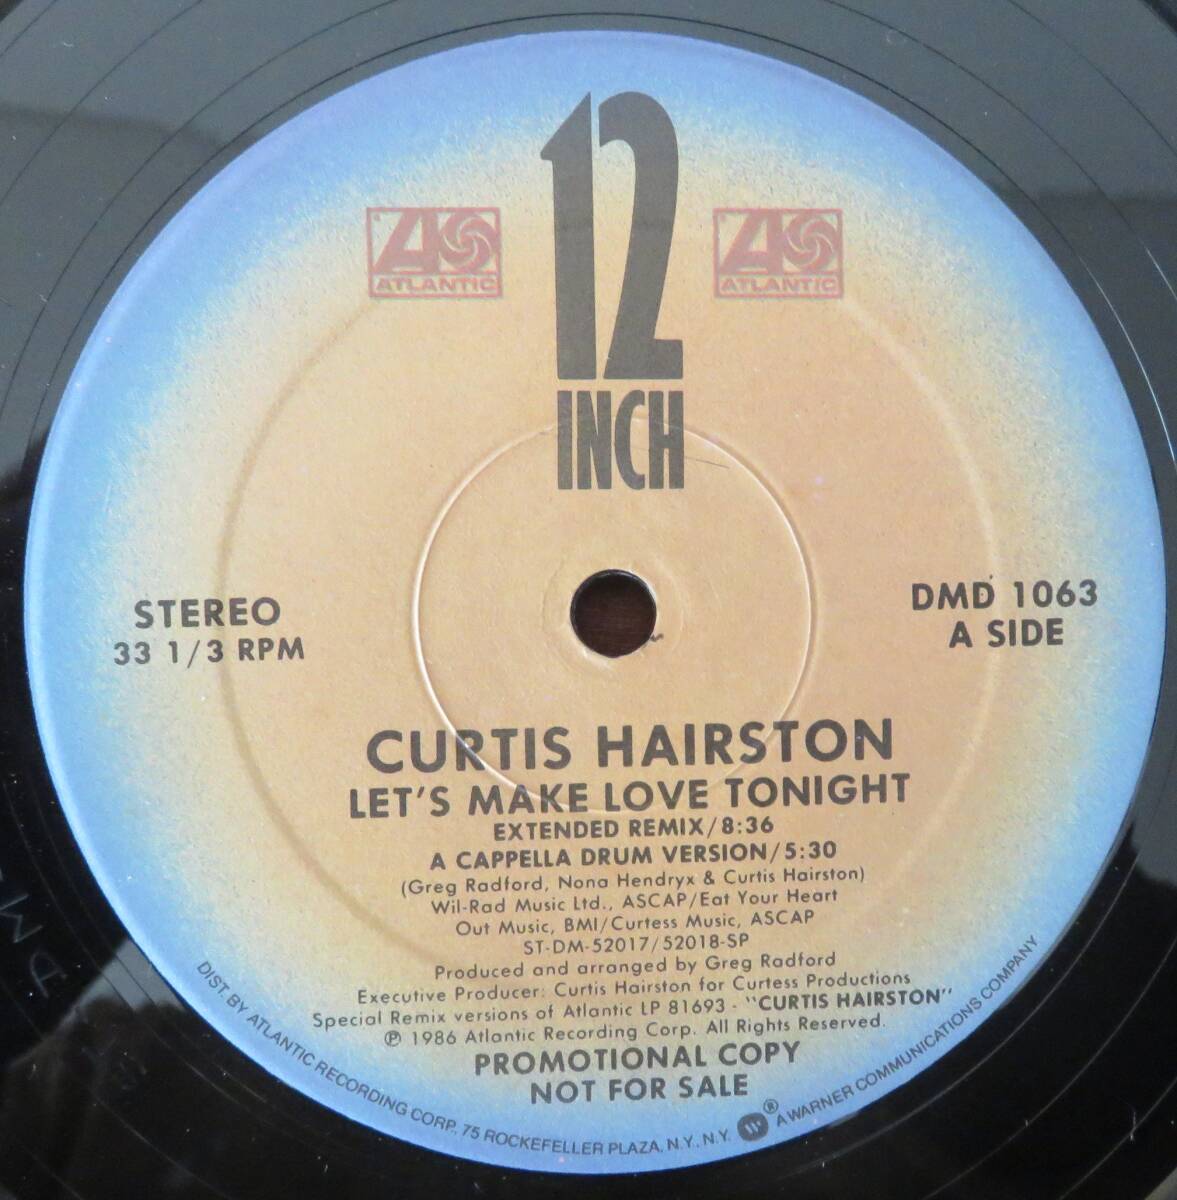 12
INCH
ATLANTIC
ATLANTIC
STEREO
33 1/3 RPM
DMD 1063
A SIDE
CURTIS HAIRSTON
LET'S MAKE LOVE TONIGHT
EXTENDED REMIX/8:36
A CAPPELLA DRUM VERSION/5:30
(Greg Radford, Nona Hendryx & Curtis Hairston)
Wil-Rad Music Ltd., ASCAP/Eat Your Heart
Out Music, BMI/Curtess Music, ASCAP
ST-DM-52017/52018-SP
Produced and arranged by Greg Radford
Executive Producer: Curtis Hairston for Curtess Productions
Special Remix versions of Atlantic LP 81693 - "CURTIS HAIRSTON"
℗ 1986 Atlantic Recording Corp. All Rights Reserved.
PROMOTIONAL COPY
NOT FOR SALE
DIST. BY ATLANTIC RECORDING CORP., 75 ROCKEFELLER PLAZA, N.Y., N.Y. ® A WARNER COMMUNICATIONS COMPANY